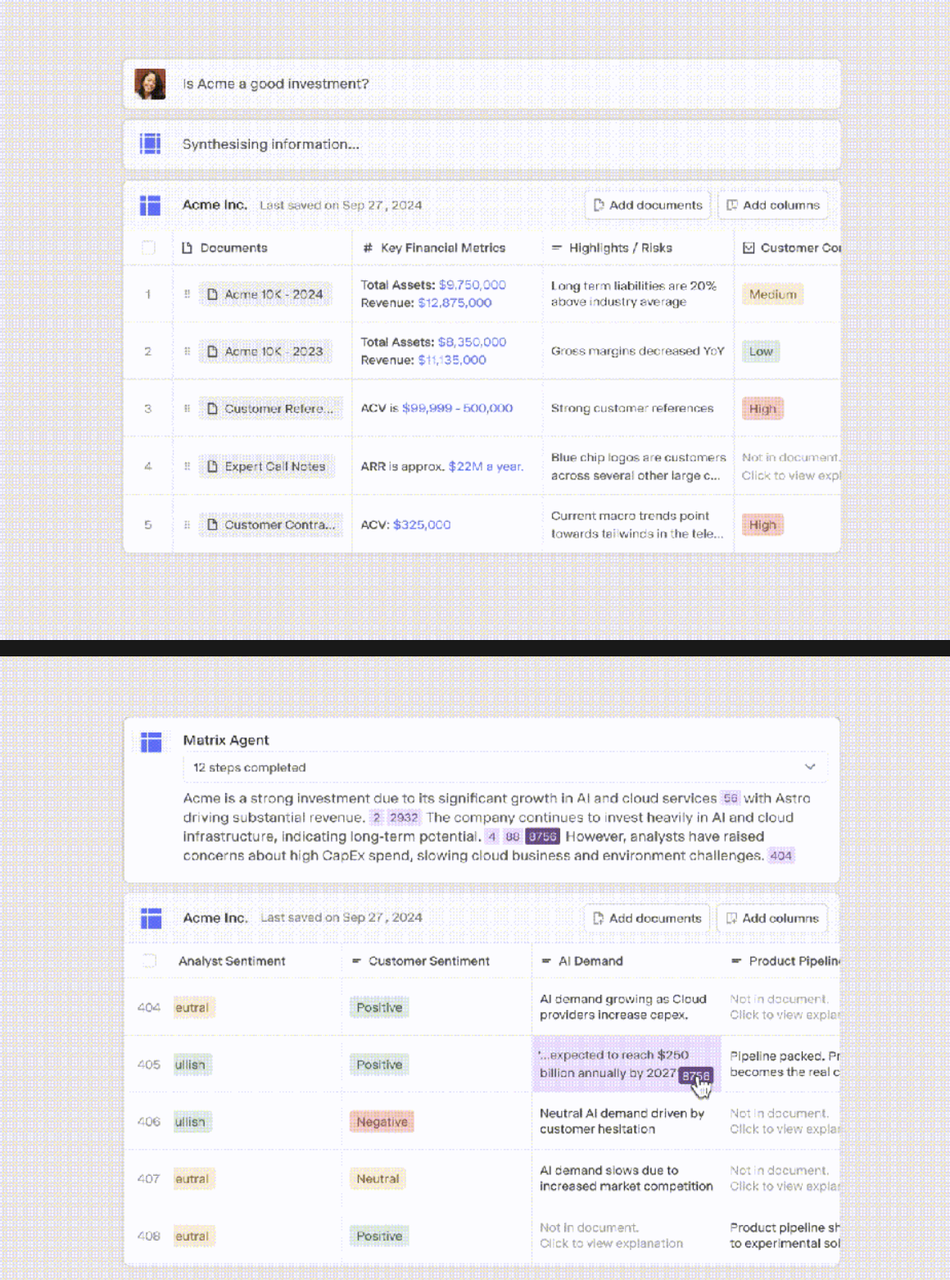 Is Acme a good investment?
Synthesising information...
Acme Inc. Last saved on Sep 27, 2024 Add documents Add columns
Documents # Key Financial Metrics Highlights / Risks Customer Cor
1 Acme 10K - 2024 Total Assets: $9,750,000 Long term liabilities are 20% Medium
Revenue: $12,875,000 above industry average
2 Acme 10K - 2023 Total Assets: $8,350,000 Gross margins decreased YoY Low
Revenue: $11,135,000
3 Customer Refere... ACV is $99,999 - 500,000 Strong customer references High
4 Expert Call Notes ARR is approx. $22M a year. Blue chip logos are customers Not in document.
across several other large c... Click to view expl
5 Customer Contra... ACV: $325,000 Current macro trends point High
towards tailwinds in the tele...
Matrix Agent
12 steps completed
Acme is a strong investment due to its significant growth in AI and cloud services 56 with Astro
driving substantial revenue. 2 2932 The company continues to invest heavily in AI and cloud
infrastructure, indicating long-term potential. 4 88 8756 However, analysts have raised
concerns about high CapEx spend, slowing cloud business and environment challenges. 404
Acme Inc. Last saved on Sep 27, 2024 Add documents Add columns
Analyst Sentiment Customer Sentiment AI Demand Product Pipelin
404 eutral Positive AI demand growing as Cloud Not in document.
providers increase capex. Click to view explar
405 ullish Positive "...expected to reach $250 Pipeline packed. Pr
billion annually by 2027 8756 becomes the real c
406 ullish Negative Neutral AI demand driven by Not in document.
customer hesitation Click to view explar
407 eutral Neutral AI demand slows due to Not in document.
increased market competition Click to view explar
408 eutral Positive Not in document. Product pipeline sh
Click to view explanation to experimental sol